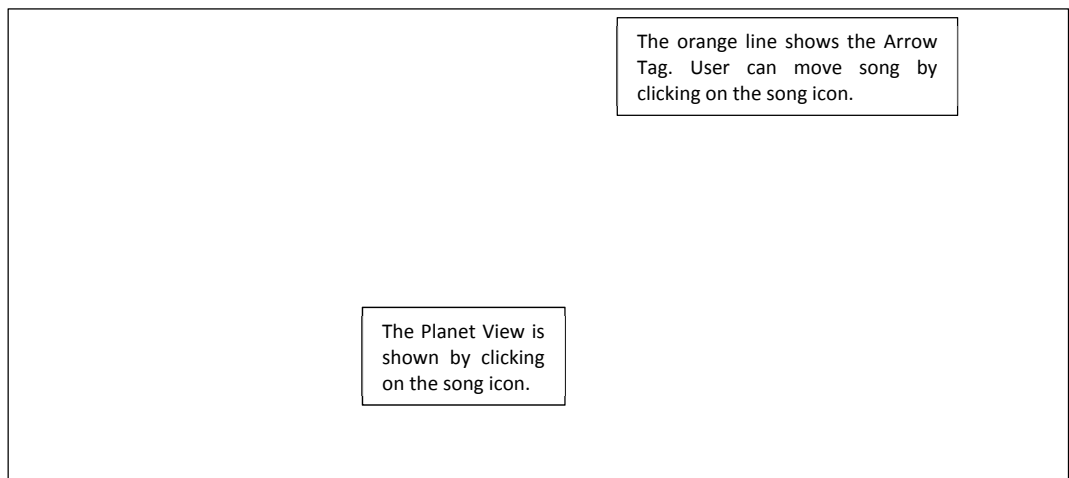 The orange line shows the Arrow
Tag. User can move song by
clicking on the song icon.
The Planet View is
shown by clicking
on the song icon.